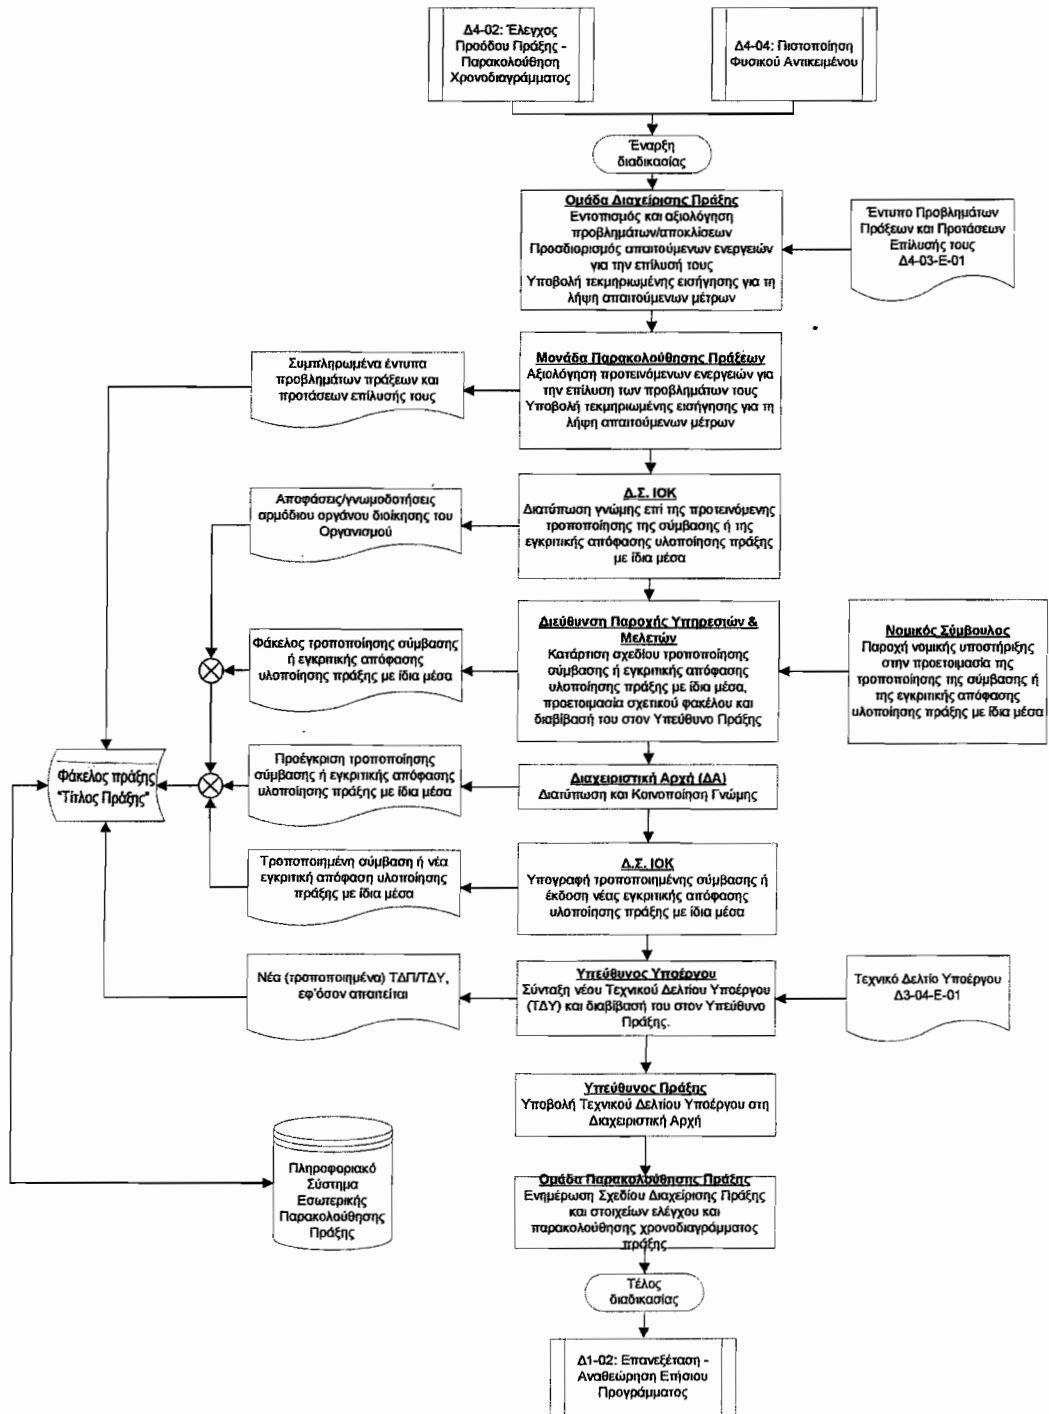 Δ4-02: Έλεγχος
Προόδου Πράξης -
Παρακολούθηση
Χρονοδιαγράμματος
Δ4-04: Πιστοποίηση
Φυσικού Αντικειμένου
Έναρξη
διαδικασίας
Ομάδα Διαχείρισης Πράξης
Εντοπισμός και αξιολόγηση
προβλημάτων/αποκλίσεων
Προσδιορισμός απαιτούμενων ενεργειών
για την επίλυσή τους
Υποβολή τεκμηριωμένης εισήγησης για τη
λήψη απαιτούμενων μέτρων
Έντυπο Προβλημάτων
Πράξεων και Προτάσεων
Επίλυσής τους
Δ4-03-Ε-01
Μονάδα Παρακολούθησης Πράξεων
Αξιολόγηση προτεινόμενων ενεργειών για
την επίλυση των προβλημάτων τους
Υποβολή τεκμηριωμένης εισήγησης για τη
λήψη απαιτούμενων μέτρων
Συμπληρωμένα έντυπα
προβλημάτων πράξεων και
προτάσεων επίλυσής τους
Δ.Σ. ΙΟΚ
Διατύπωση γνώμης επί της προτεινόμενης
τροποποίησης της σύμβασης ή της
εγκριτικής απόφασης υλοποίησης πράξης
με ίδια μέσα
Αποφάσεις/γνωμοδοτήσεις
αρμόδιου οργάνου διοίκησης του
Οργανισμού
Διεύθυνση Παροχής Υπηρεσιών &
Μελετών
Κατάρτιση σχεδίου τροποποίησης
σύμβασης ή εγκριτικής απόφασης
υλοποίησης πράξης με ίδια μέσα,
προετοιμασία σχετικού φακέλου και
διαβίβασή του στον Υπεύθυνο Πράξης
Νομικός Σύμβουλος
Παροχή νομικής υποστήριξης
στην προετοιμασία της
τροποποίησης της σύμβασης ή
της εγκριτικής απόφασης
υλοποίησης πράξης με ίδια μέσα
Φάκελος τροποποίησης σύμβασης
ή εγκριτικής απόφασης
υλοποίησης πράξης με ίδια μέσα
Φάκελος πράξης
"Τίτλος Πράξης"
Προέγκριση τροποποίησης
σύμβασης ή εγκριτικής απόφασης
υλοποίησης πράξης με ίδια μέσα
Διαχειριστική Αρχή (ΔΑ)
Διατύπωση και Κοινοποίηση Γνώμης
Τροποποιημένη σύμβαση ή νέα
εγκριτική απόφαση υλοποίησης
πράξης με ίδια μέσα
Δ.Σ. ΙΟΚ
Υπογραφή τροποποιημένης σύμβασης ή
έκδοση νέας εγκριτικής απόφασης
υλοποίησης πράξης με ίδια μέσα
Νέα (τροποποιημένα) ΤΔΠ/ΤΔΥ,
εφ'όσον απαιτείται
Υπεύθυνος Υποέργου
Σύνταξη νέου Τεχνικού Δελτίου Υποέργου
(ΤΔΥ) και διαβίβασή του στον Υπεύθυνο
Πράξης.
Τεχνικό Δελτίο Υποέργου
Δ3-04-Ε-01
Υπεύθυνος Πράξης
Υποβολή Τεχνικού Δελτίου Υποέργου στη
Διαχειριστική Αρχή
Πληροφοριακό
Σύστημα
Εσωτερικής
Παρακολούθησης
Πράξης
Ομάδα Παρακολούθησης Πράξης
Ενημέρωση Σχεδίου Διαχείρισης Πράξης
και στοιχείων ελέγχου και
παρακολούθησης χρονοδιαγράμματος
πράξης
Τέλος
διαδικασίας
Δ1-02: Επανεξέταση -
Αναθεώρηση Ετήσιου
Προγράμματος